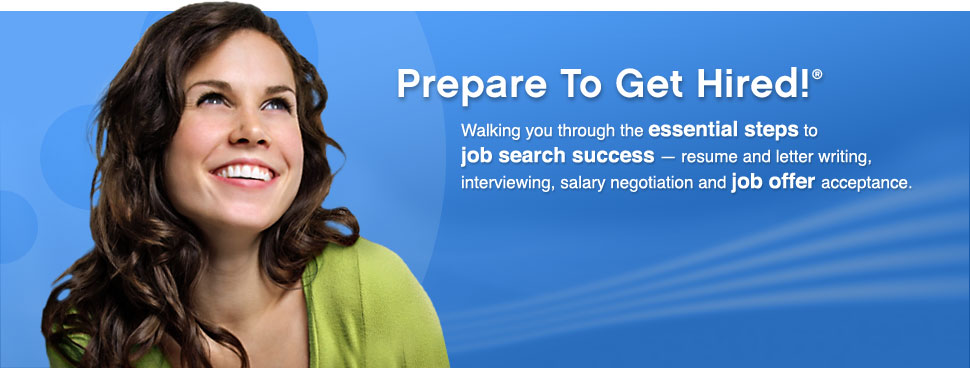 Prepare To Get Hired!®
Walking you through the essential steps to
job search success — resume and letter writing,
interviewing, salary negotiation and job offer acceptance.